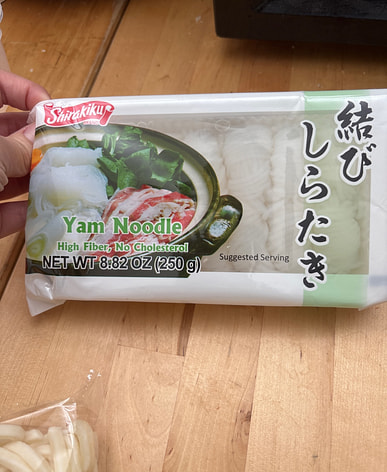 Shirakiku
Yam Noodle
High Fiber, No Cholesterol
NET WT 8.82 OZ (250 g)
Suggested Serving
結び
しらたき